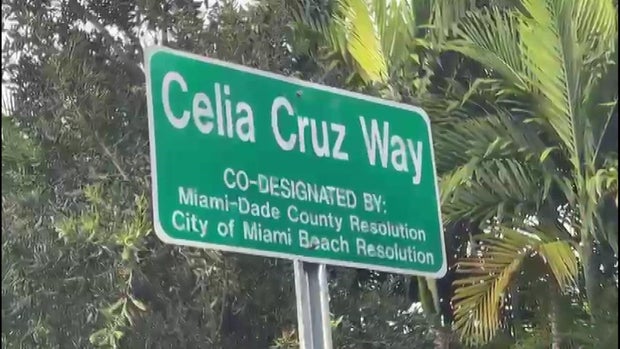 Celia Cruz Way
CO-DESIGNATED BY:
Miami-Dade County Resolution
City of Miami Beach Resolution